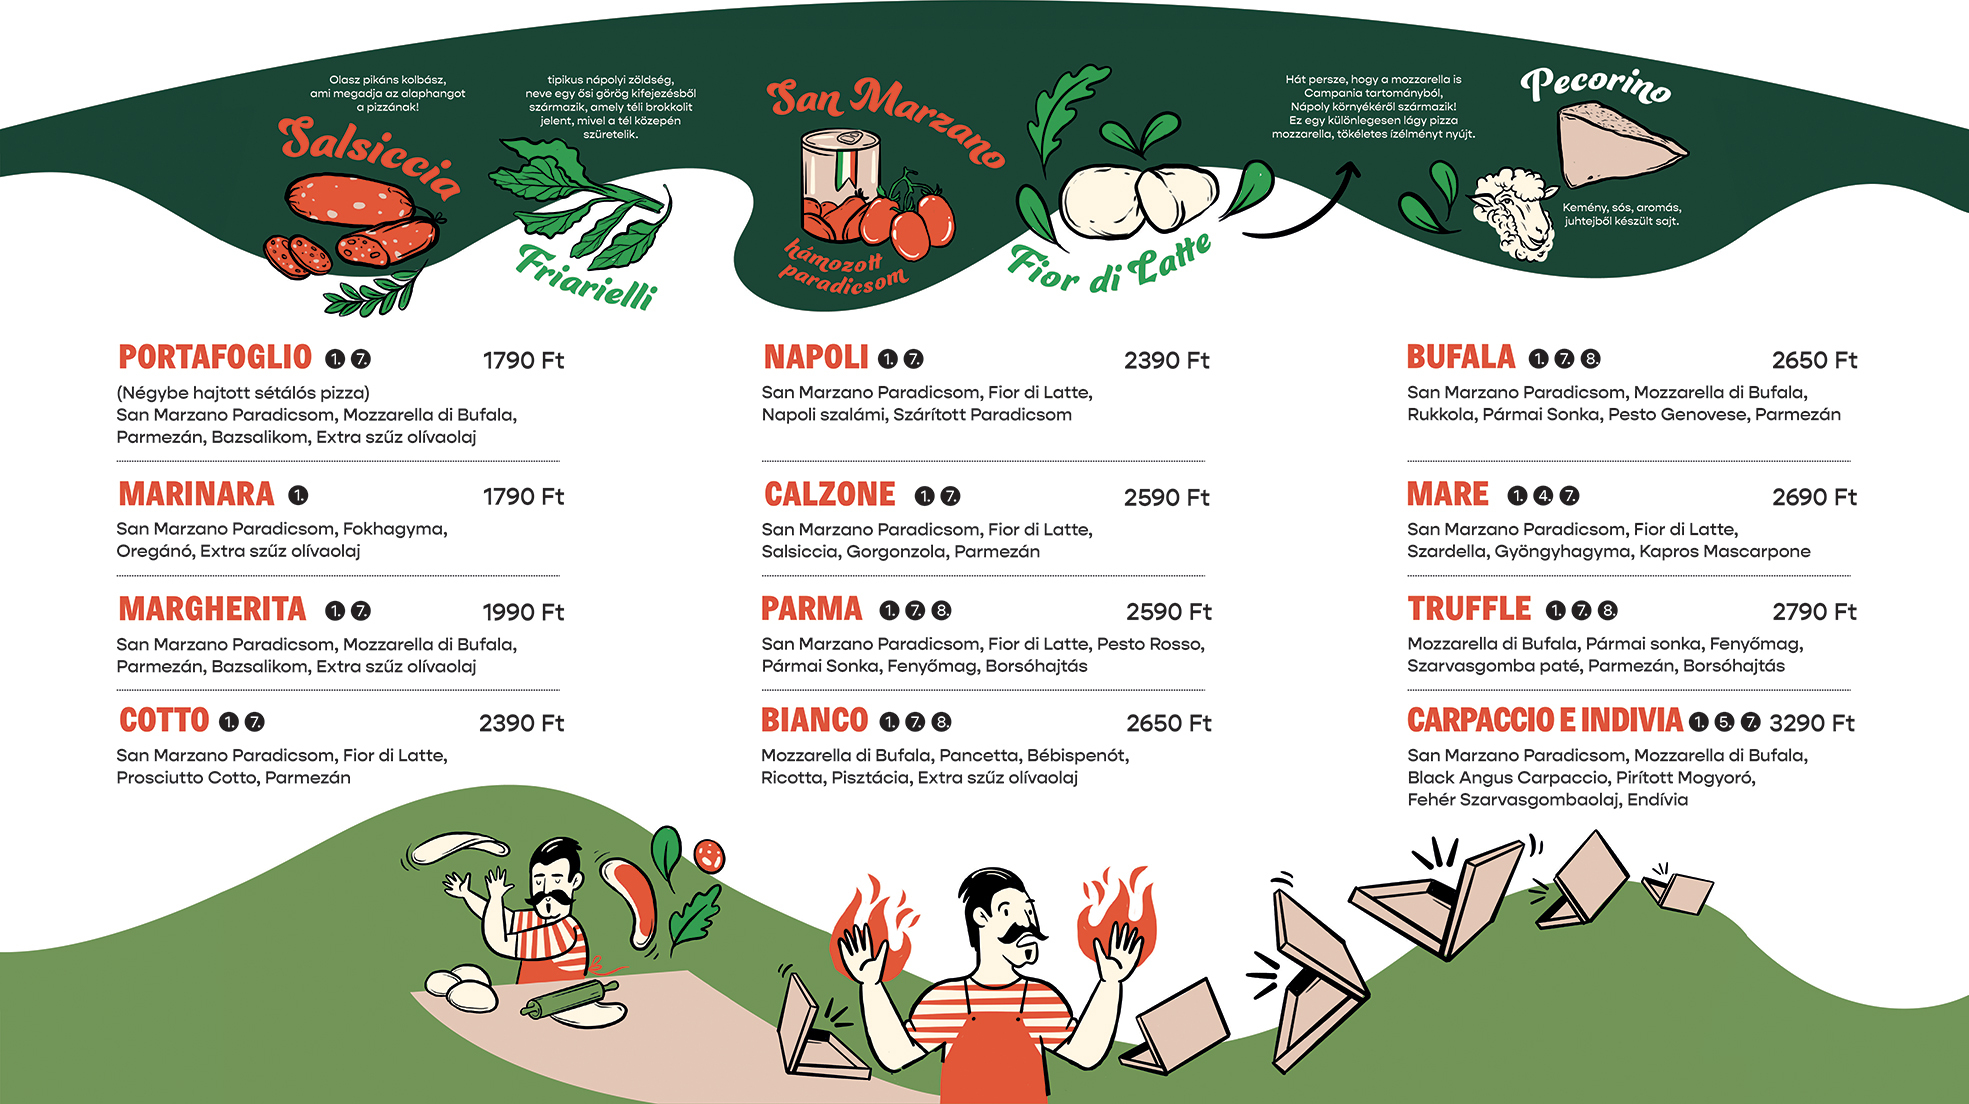 Olasz pikáns kolbász,
ami megadja az alaphangot
a pizzának!
Salsiccia
tipikus nápolyi zöldség,
neve egy ősi görög kifejezésből
származik, amely téli brokkolit
jelent, mivel a tél közepén
szüretelik.
Friarielli
San Marzano
hámozott
paradicsom
Fior di Latte
Hát persze, hogy a mozzarella is
Campania tartományból,
Nápoly környékéről származik!
Ez egy különlegesen lágy pizza
mozzarella, tökéletes ízélményt nyújt.
Pecorino
Kemény, sós, aromás,
juhtejből készült sajt.
PORTAFOGLIO 1. 7. 1790 Ft
(Négybe hajtott sétálós pizza)
San Marzano Paradicsom, Mozzarella di Bufala,
Parmezán, Bazsalikom, Extra szűz olívaolaj
MARINARA 1. 1790 Ft
San Marzano Paradicsom, Fokhagyma,
Oregánó, Extra szűz olívaolaj
MARGHERITA 1. 7. 1990 Ft
San Marzano Paradicsom, Mozzarella di Bufala,
Parmezán, Bazsalikom, Extra szűz olívaolaj
COTTO 1. 7. 2390 Ft
San Marzano Paradicsom, Fior di Latte,
Prosciutto Cotto, Parmezán
NAPOLI 1. 7. 2390 Ft
San Marzano Paradicsom, Fior di Latte,
Napoli szalámi, Szárított Paradicsom
CALZONE 1. 7. 2590 Ft
San Marzano Paradicsom, Fior di Latte,
Salsiccia, Gorgonzola, Parmezán
PARMA 1. 7. 8. 2590 Ft
San Marzano Paradicsom, Fior di Latte, Pesto Rosso,
Pármai Sonka, Fenyőmag, Borsóhajtás
BIANCO 1. 7. 8. 2650 Ft
Mozzarella di Bufala, Pancetta, Bébispenót,
Ricotta, Pisztácia, Extra szűz olívaolaj
BUFALA 1. 7. 8. 2650 Ft
San Marzano Paradicsom, Mozzarella di Bufala,
Rukkola, Pármai Sonka, Pesto Genovese, Parmezán
MARE 1. 4. 7. 2690 Ft
San Marzano Paradicsom, Fior di Latte,
Szardella, Gyöngyhagyma, Kapros Mascarpone
TRUFFLE 1. 7. 8. 2790 Ft
Mozzarella di Bufala, Pármai sonka, Fenyőmag,
Szarvasgomba paté, Parmezán, Borsóhajtás
CARPACCIO E INDIVIA 1. 5. 7. 3290 Ft
San Marzano Paradicsom, Mozzarella di Bufala,
Black Angus Carpaccio, Pirított Mogyoró,
Fehér Szarvasgombaolaj, Endívia